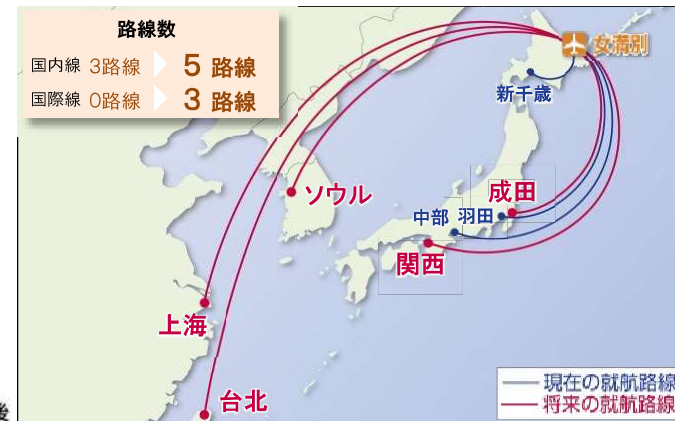 路線数
国内線 3路線 5 路線
国際線 0路線 3 路線
女満別
新千歳
ソウル
成田
中部 羽田
関西
上海
台北
現在の就航路線
将来の就航路線
後